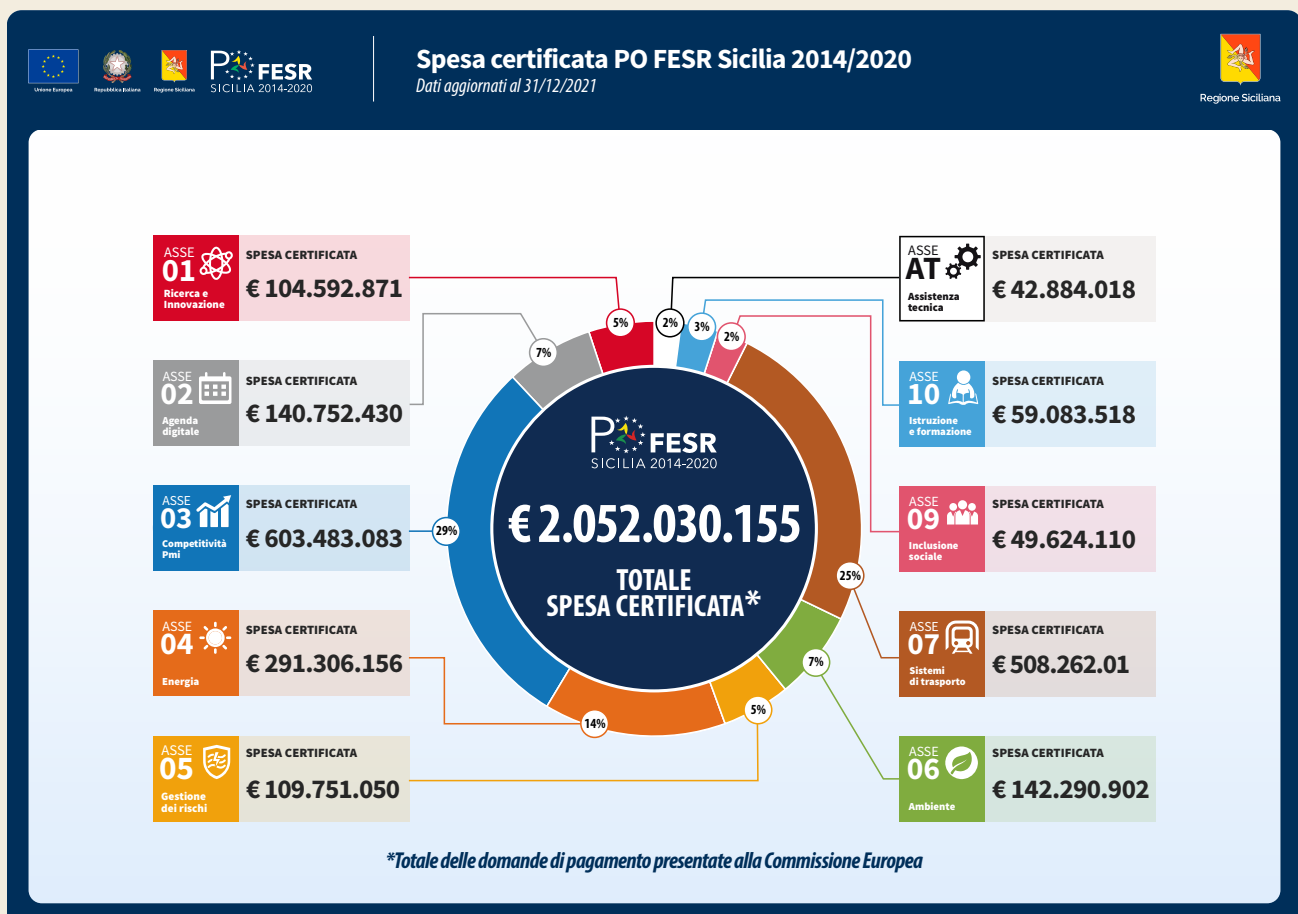 Unione Europea
Repubblica Italiana
Regione Siciliana
PO FESR
SICILIA 2014-2020
Spesa certificata PO FESR Sicilia 2014/2020
Dati aggiornati al 31/12/2021
Regione Siciliana
ASSE
01
Ricerca e
Innovazione
SPESA CERTIFICATA
€ 104.592.871
ASSE
02
Agenda
digitale
SPESA CERTIFICATA
€ 140.752.430
ASSE
03
Competitività
Pmi
SPESA CERTIFICATA
€ 603.483.083
ASSE
04
Energia
SPESA CERTIFICATA
€ 291.306.156
ASSE
05
Gestione
dei rischi
SPESA CERTIFICATA
€ 109.751.050
5%
2%
3%
2%
7%
29%
25%
7%
5%
14%
PO FESR
SICILIA 2014-2020
€ 2.052.030.155
TOTALE
SPESA CERTIFICATA*
ASSE
AT
Assistenza
tecnica
SPESA CERTIFICATA
€ 42.884.018
ASSE
10
Istruzione
e formazione
SPESA CERTIFICATA
€ 59.083.518
ASSE
09
Inclusione
sociale
SPESA CERTIFICATA
€ 49.624.110
ASSE
07
Sistemi
di trasporto
SPESA CERTIFICATA
€ 508.262.01
ASSE
06
Ambiente
SPESA CERTIFICATA
€ 142.290.902
*Totale delle domande di pagamento presentate alla Commissione Europea